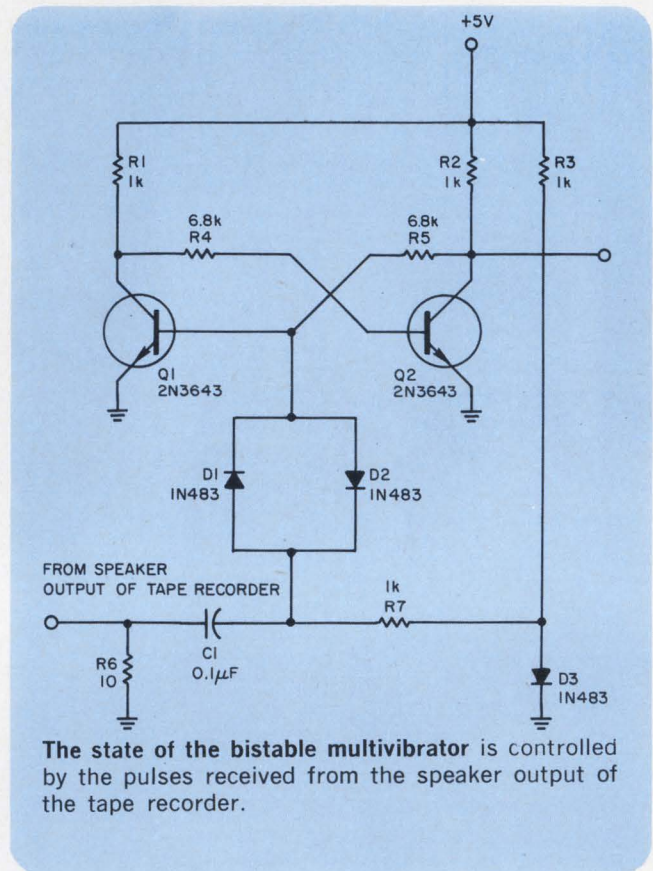 +5V
R1
1k
R2
1k
R3
1k
6.8k
R4
6.8k
R5
Q1
2N3643
Q2
2N3643
D1
1N483
D2
1N483
FROM SPEAKER
OUTPUT OF TAPE RECORDER
1k
R7
C1
0.1μF
R6
10
D3
1N483
The state of the bistable multivibrator is controlled
by the pulses received from the speaker output of
the tape recorder.